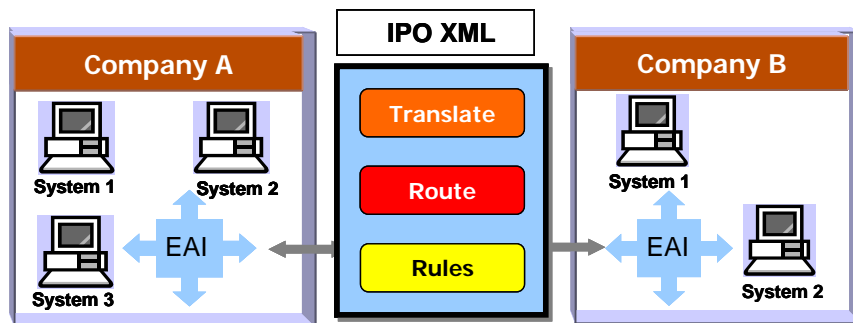 IPO XML
Company A
System 1
System 2
EAI
System 3
Translate
Route
Rules
Company B
System 1
EAI
System 2